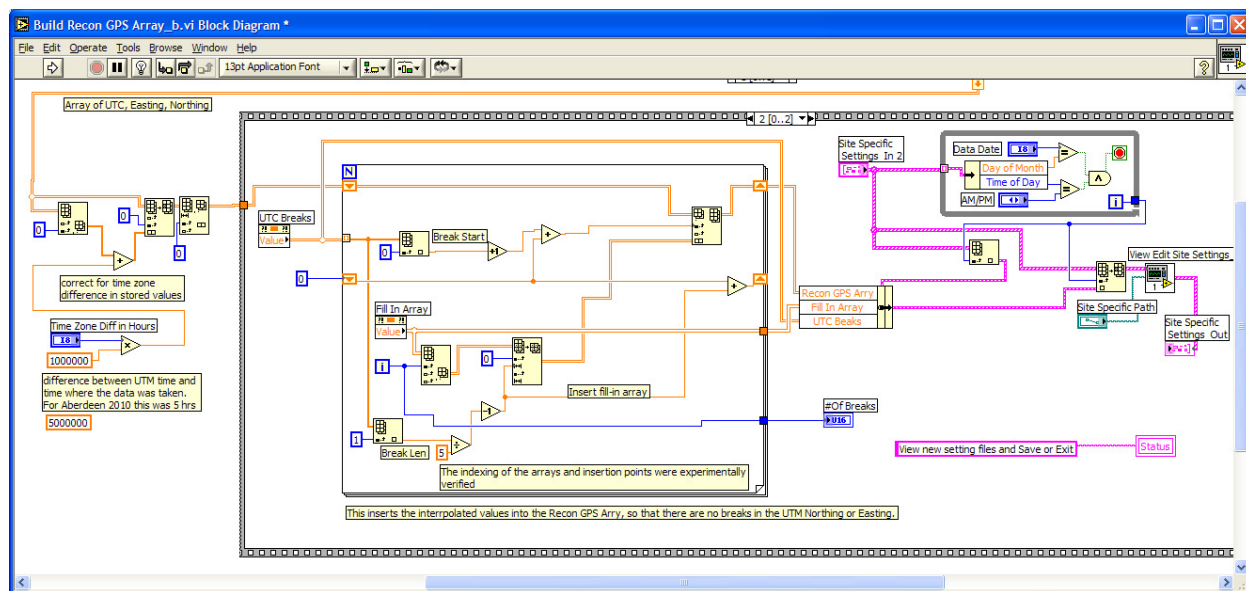 Build Recon GPS Array_b.vi Block Diagram *
File Edit Operate Tools Browse Window Help
13pt Application Font
Array of UTC, Easting, Northing
2 [0..2]
0
0
0
correct for time zone
difference in stored values
Time Zone Diff in Hours
I8
1000000
difference between UTM time and
time where the data was taken.
For Aberdeen 2010 this was 5 hrs
5000000
UTC Breaks
Value
N
0
Break Start
+1
0
Fill In Array
Value
i
0
Insert fill-in array
-1
1
Break Len
5
The indexing of the arrays and insertion points were experimentally
verified
This inserts the interrpolated values into the Recon GPS Arry, so that there are no breaks in the UTM Northing or Easting.
#Of Breaks
U16
Recon GPS Arry
Fill In Array
UTC Beaks
Site Specific
Settings In 2
Data Date
I8
Day of Month
Time of Day
AM/PM
i
View Edit Site Settings_
1
Site Specific Path
Site Specific
Settings Out
View new setting files and Save or Exit
Status